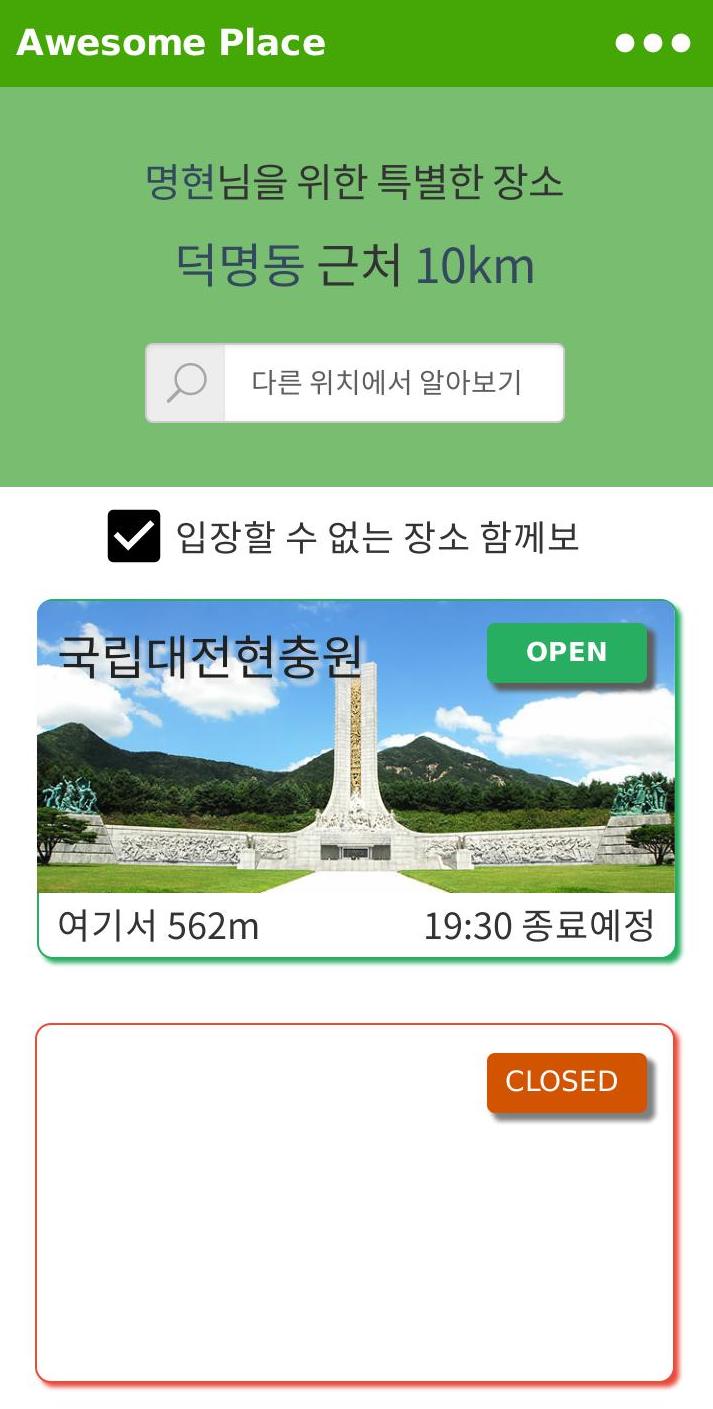 Awesome Place
명현님을 위한 특별한 장소
덕명동 근처 10km
다른 위치에서 알아보기
입장할 수 없는 장소 함께보
국립대전현충원
OPEN
여기서 562m
19:30 종료예정
CLOSED